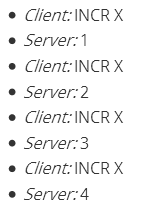 • Client: INCR X
• Server: 1
• Client: INCR X
• Server: 2
• Client: INCR X
• Server: 3
• Client: INCR X
• Server: 4